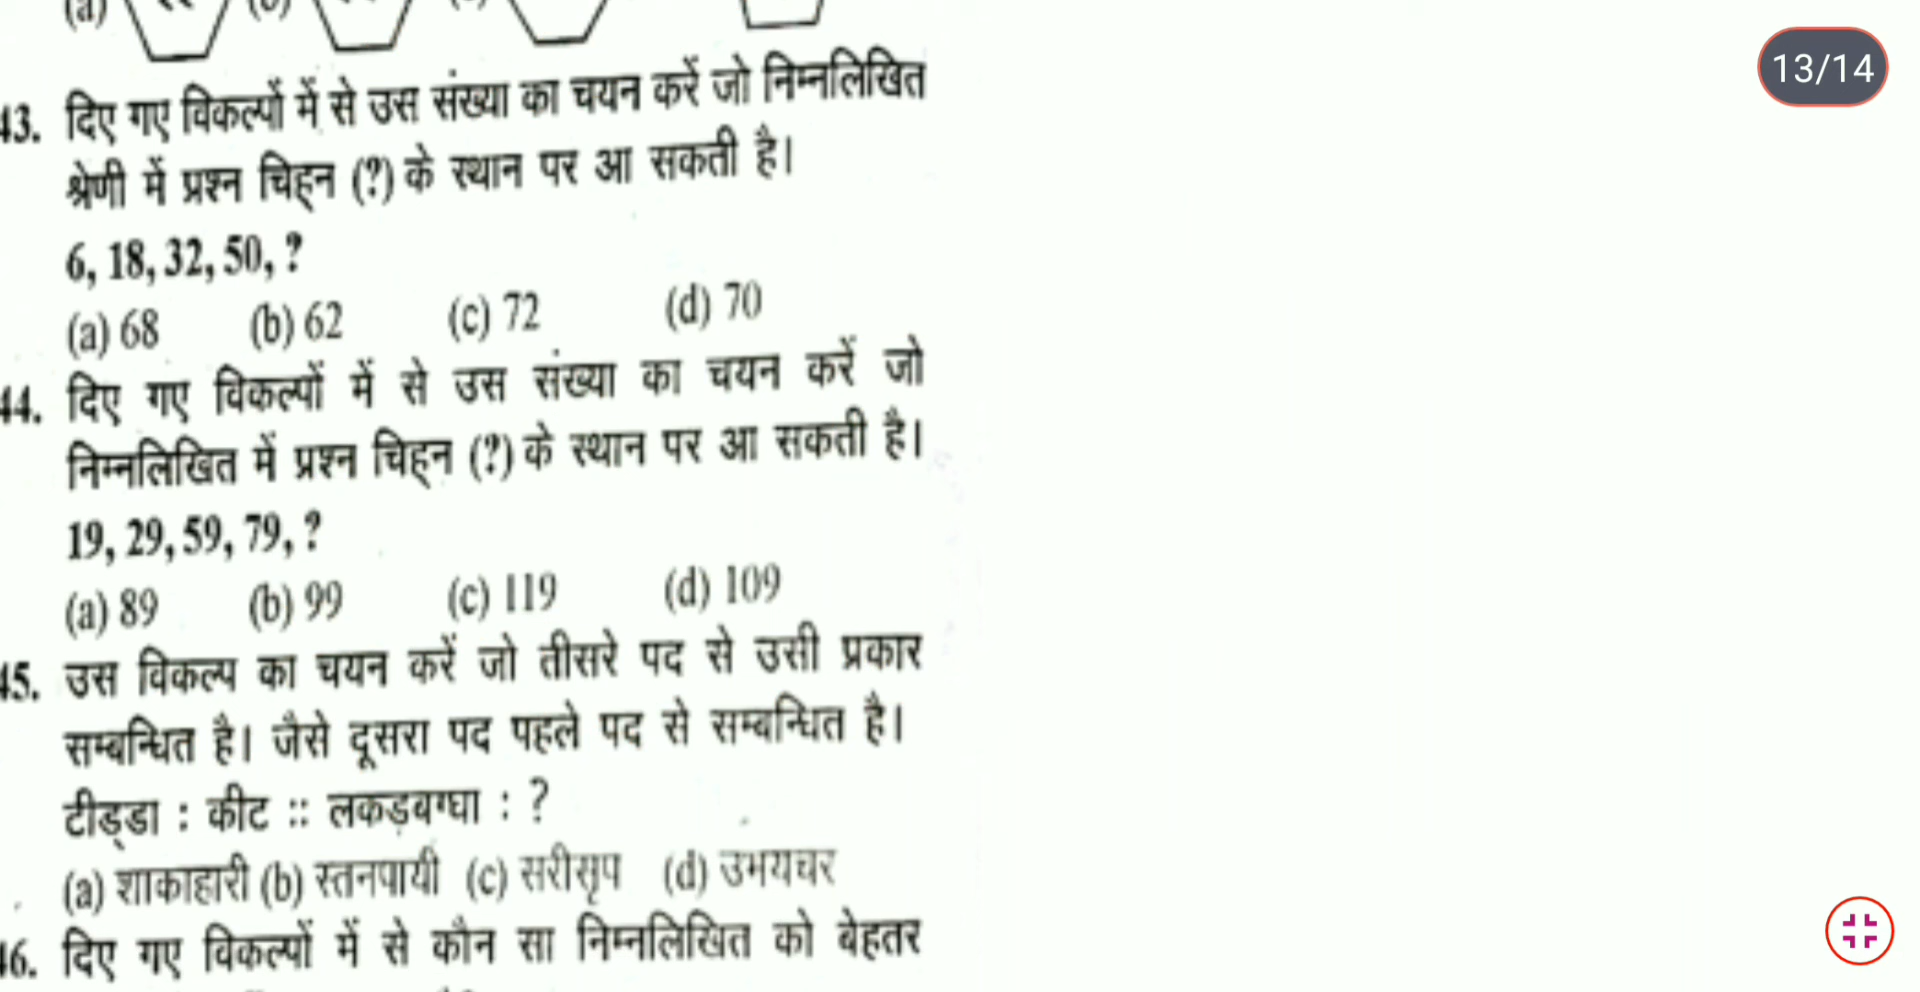 13/14
43. दिए गए विकल्पों में से उस संख्या का चयन करें जो निम्नलिखित
श्रेणी में प्रश्न चिह्न (?) के स्थान पर आ सकती है।
6, 18, 32, 50, ?
(a) 68 (b) 62 (c) 72 (d) 70
44. दिए गए विकल्पों में से उस संख्या का चयन करें जो
निम्नलिखित में प्रश्न चिह्न (?) के स्थान पर आ सकती है।
19, 29, 59, 79, ?
(a) 89 (b) 99 (c) 119 (d) 109
45. उस विकल्प का चयन करें जो तीसरे पद से उसी प्रकार
सम्बन्धित है। जैसे दूसरा पद पहले पद से सम्बन्धित है।
टीड्डा : कीट :: लकड़बग्घा : ?
(a) शाकाहारी (b) स्तनपायी (c) सरीसृप (d) उभयचर
46. दिए गए विकल्पों में से कौन सा निम्नलिखित को बेहतर